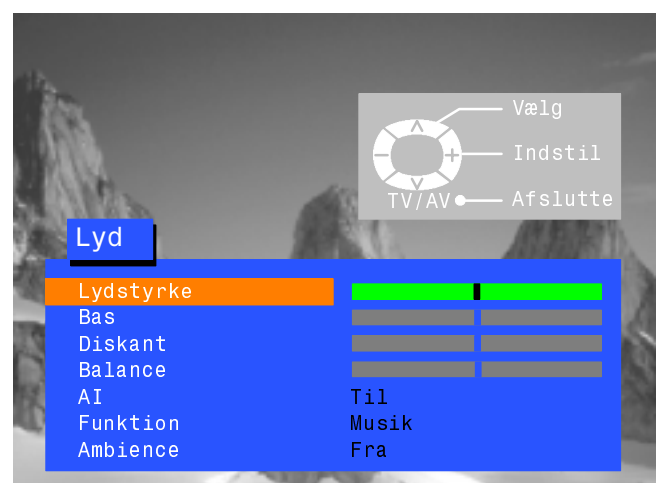 Vælg
Indstil
TV/AV Afslutte
Lyd
Lydstyrke
Bas
Diskant
Balance
AI Til
Funktion Musik
Ambience Fra